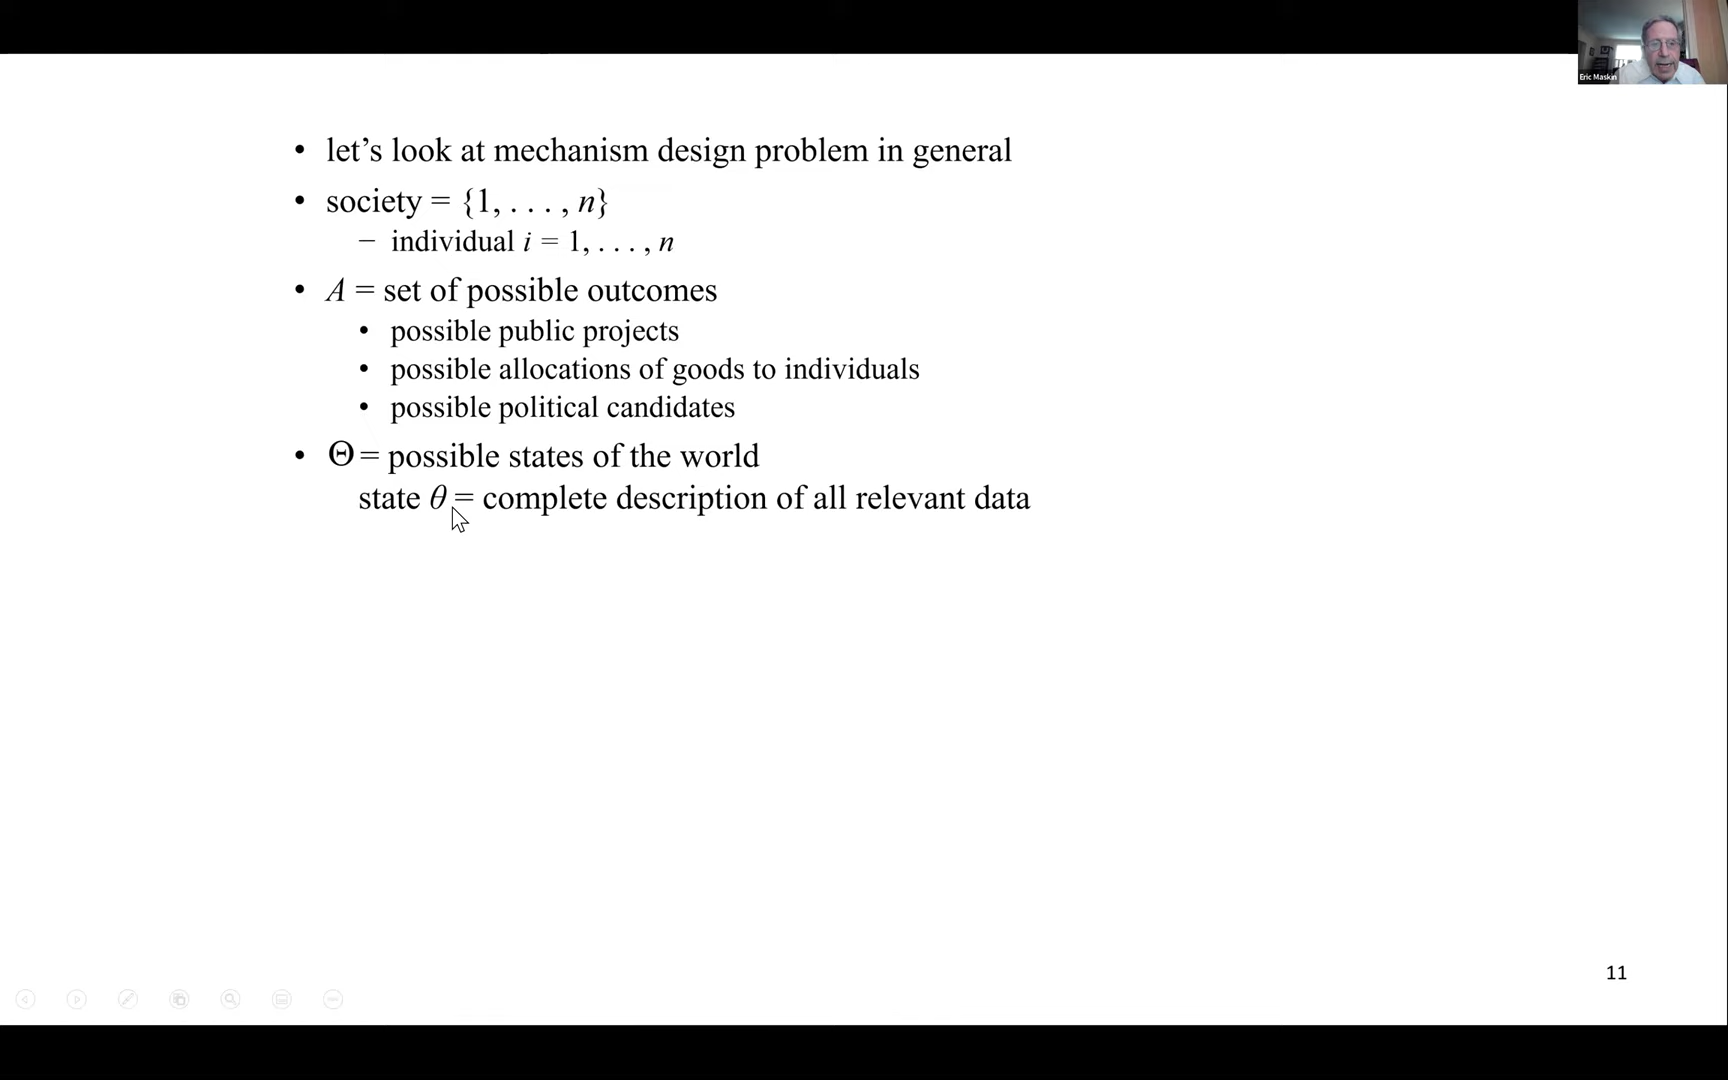 Eric Maskin
• let’s look at mechanism design problem in general
• society = {1, . . . , n}
− individual i = 1, . . . , n
• A = set of possible outcomes
• possible public projects
• possible allocations of goods to individuals
• possible political candidates
• Θ = possible states of the world
state θ = complete description of all relevant data
11